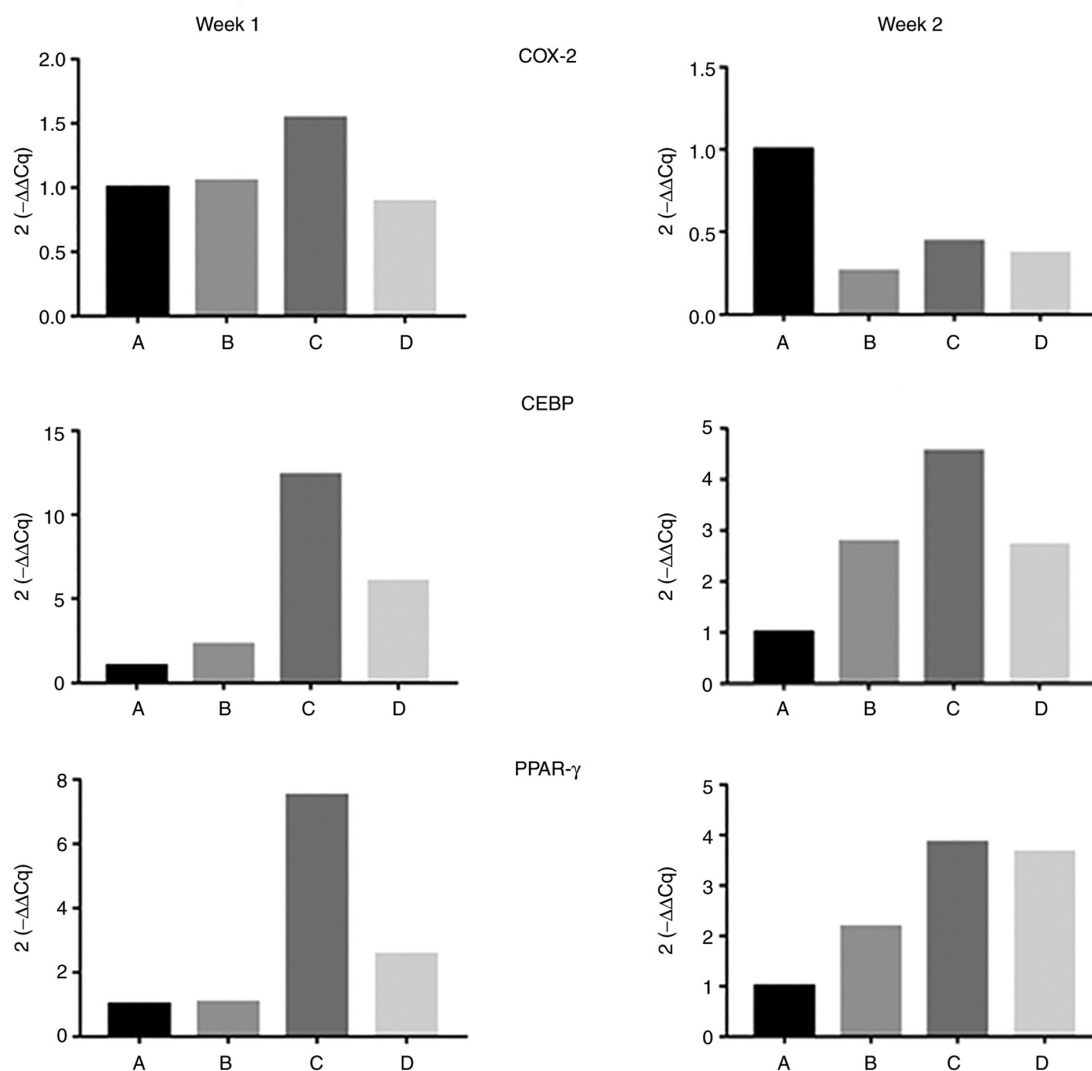 Week 1
Week 2
COX-2
2 (−ΔΔCq)
2.0
1.5
1.0
0.5
0.0
A B C D
2 (−ΔΔCq)
1.5
1.0
0.5
0.0
A B C D
CEBP
2 (−ΔΔCq)
15
10
5
0
A B C D
2 (−ΔΔCq)
5
4
3
2
1
0
A B C D
PPAR-γ
2 (−ΔΔCq)
8
6
4
2
0
A B C D
2 (−ΔΔCq)
5
4
3
2
1
0
A B C D